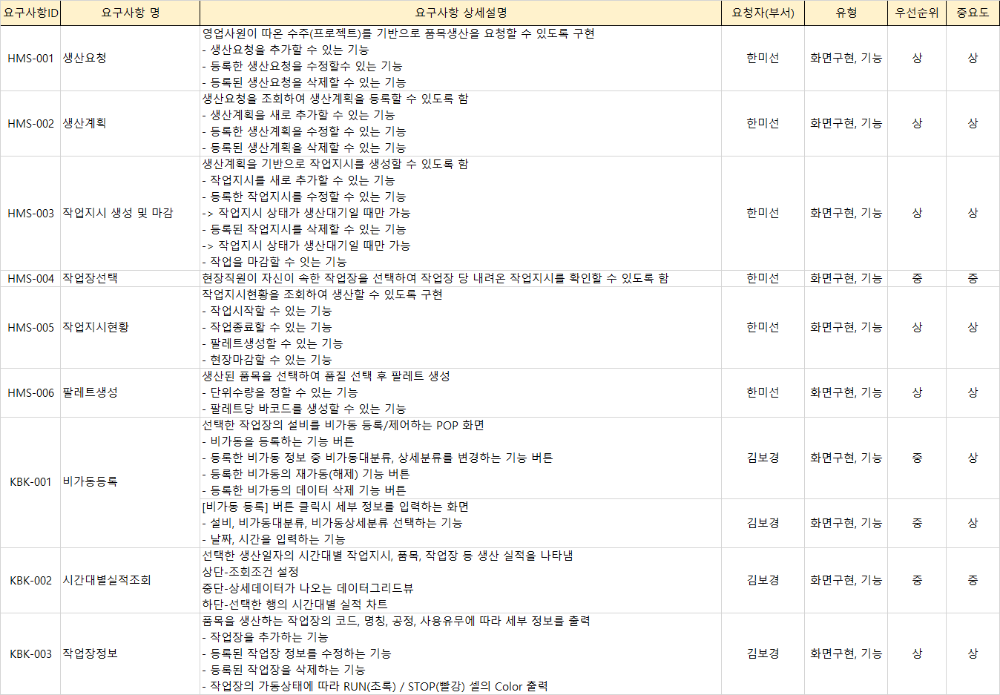 요구사항ID 요구사항 명 요구사항 상세설명 요청자(부서) 유형 우선순위 중요도
HMS-001 생산요청 영업사원이 따온 수주(프로젝트)를 기반으로 품목생산을 요청할 수 있도록 구현
- 생산요청을 추가할 수 있는 기능
- 등록한 생산요청을 수정할수 있는 기능
- 등록된 생산요청을 삭제할 수 있는 기능
한미선 화면구현, 기능 상 상
HMS-002 생산계획 생산요청을 조회하여 생산계획을 등록할 수 있도록 함
- 생산계획을 새로 추가할 수 있는 기능
- 등록한 생산계획을 수정할 수 있는 기능
- 등록된 생산계획을 삭제할 수 있는 기능
한미선 화면구현, 기능 상 상
HMS-003 작업지시 생성 및 마감 생산계획을 기반으로 작업지시를 생성할 수 있도록 함
- 작업지시를 새로 추가할 수 있는 기능
- 등록한 작업지시를 수정할 수 있는 기능
-> 작업지시 상태가 생산대기일 때만 가능
- 등록된 작업지시를 삭제할 수 있는 기능
-> 작업지시 상태가 생산대기일 때만 가능
- 작업을 마감할 수 잇는 기능
한미선 화면구현, 기능 상 상
HMS-004 작업장선택 현장직원이 자신이 속한 작업장을 선택하여 작업장 당 내려온 작업지시를 확인할 수 있도록 함 한미선 화면구현, 기능 중 중
HMS-005 작업지시현황 작업지시현황을 조회하여 생산할 수 있도록 구현
- 작업시작할 수 있는 기능
- 작업종료할 수 있는 기능
- 팔레트생성할 수 있는 기능
- 현장마감할 수 있는 기능
한미선 화면구현, 기능 상 상
HMS-006 팔레트생성 생산된 품목을 선택하여 품질 선택 후 팔레트 생성
- 단위수량을 정할 수 있는 기능
- 팔레트당 바코드를 생성할 수 있는 기능
한미선 화면구현, 기능 상 상
KBK-001 비가동등록 선택한 작업장의 설비를 비가동 등록/제어하는 POP 화면
- 비가동을 등록하는 기능 버튼
- 등록한 비가동 정보 중 비가동대분류, 상세분류를 변경하는 기능 버튼
- 등록한 비가동의 재가동(해제) 기능 버튼
- 등록한 비가동의 데이터 삭제 기능 버튼
김보경 화면구현, 기능 중 상
[비가동 등록] 버튼 클릭시 세부 정보를 입력하는 화면
- 설비, 비가동대분류, 비가동상세분류 선택하는 기능
- 날짜, 시간을 입력하는 기능
김보경 화면구현, 기능 중 상
KBK-002 시간대별실적조회 선택한 생산일자의 시간대별 작업지시, 품목, 작업장 등 생산 실적을 나타냄
상단-조회조건 설정
중단-상세데이터가 나오는 데이터그리드뷰
하단-선택한 행의 시간대별 실적 차트
김보경 화면구현, 기능 중 중
KBK-003 작업장정보 품목을 생산하는 작업장의 코드, 명칭, 공정, 사용유무에 따라 세부 정보를 출력
- 작업장을 추가하는 기능
- 등록된 작업장 정보를 수정하는 기능
- 등록된 작업장을 삭제하는 기능
- 작업장의 가동상태에 따라 RUN(초록) / STOP(빨강) 셀의 Color 출력
김보경 화면구현, 기능 상 상